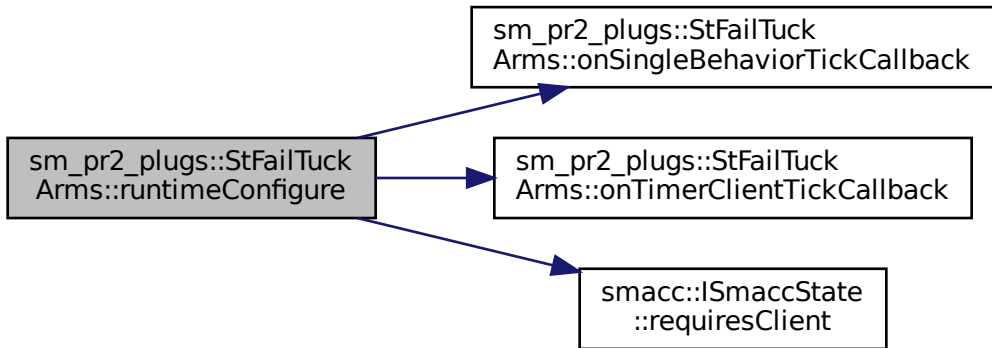 sm_pr2_plugs::StFailTuck
Arms::runtimeConfigure
sm_pr2_plugs::StFailTuck
Arms::onSingleBehaviorTickCallback
sm_pr2_plugs::StFailTuck
Arms::onTimerClientTickCallback
smacc::ISmaccState
::requiresClient